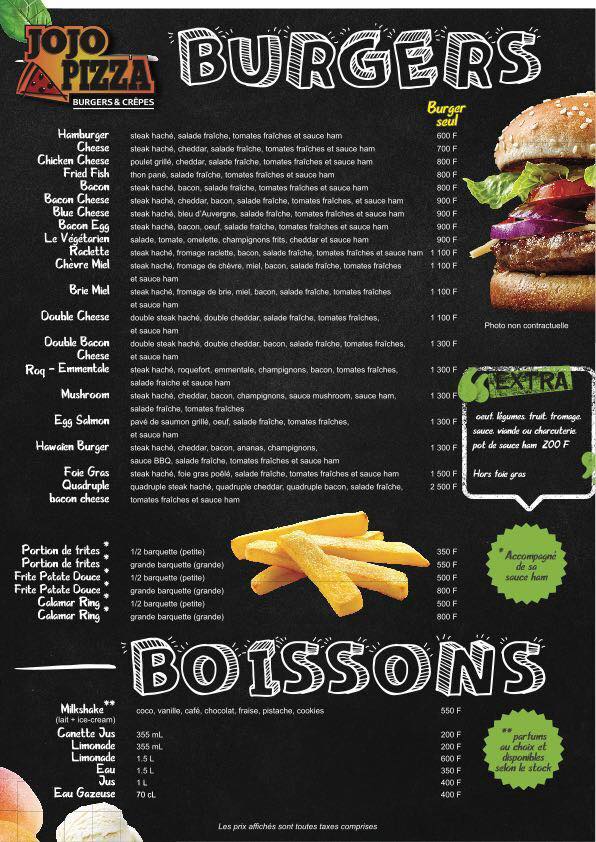 JOJO
PIZZA
BURGERS & CRÊPES
BURGERS
Burger
seul
Hamburger steak haché, salade fraîche, tomates fraîches et sauce ham 600 F
Cheese steak haché, cheddar, salade fraîche, tomates fraîches et sauce ham 700 F
Chicken Cheese poulet grillé, cheddar, salade fraîche, tomates fraîches et sauce ham 800 F
Fried Fish thon pané, salade fraîche, tomates fraîches et sauce ham 800 F
Bacon steak haché, bacon, salade fraîche, tomates fraîches et sauce ham 800 F
Bacon Cheese steak haché, cheddar, bacon, salade fraîche, tomates fraîches, et sauce ham 900 F
Blue Cheese steak haché, bleu d'Auvergne, salade fraîche, tomates fraîches et sauce ham 900 F
Bacon Egg steak haché, bacon, oeuf, salade fraîche, tomates fraîches et sauce ham 900 F
Le Végétarien salade, tomate, omelette, champignons frits, cheddar et sauce ham 900 F
Raclette steak haché, fromage raclette, bacon, salade fraîche, tomates fraîches et sauce ham 1 100 F
Chèvre Miel steak haché, fromage de chèvre, miel, bacon, salade fraîche, tomates fraîches 1 100 F
et sauce ham
Brie Miel steak haché, fromage de brie, miel, bacon, salade fraîche, tomates fraîches 1 100 F
et sauce ham
Double Cheese double steak haché, double cheddar, salade fraîche, tomates fraîches, 1 100 F
et sauce ham
Double Bacon double steak haché, double cheddar, bacon, salade fraîche, tomates fraîches, 1 300 F
Cheese et sauce ham
Roq - Emmentale steak haché, roquefort, emmentale, champignons, bacon, tomates fraîches, 1 300 F
salade fraiche et sauce ham
Mushroom steak haché, cheddar, bacon, champignons, sauce mushroom, sauce ham, 1 300 F
salade fraîche, tomates fraîches
Egg Salmon pavé de saumon grillé, oeuf, salade fraîche, tomates fraîches, 1 300 F
et sauce ham
Hawaïen Burger steak haché, cheddar, bacon, ananas, champignons, 1 300 F
sauce BBQ, salade fraîche, tomates fraîches et sauce ham
Foie Gras steak haché, foie gras poêlé, salade fraîche, tomates fraîches et sauce ham 1 500 F
Quadruple quadruple steak haché, quadruple cheddar, quadruple bacon, salade fraîche, 2 500 F
bacon cheese tomates fraîches et sauce ham
Photo non contractuelle
EXTRA
oeuf, légumes, fruit, fromage,
sauce, viande ou charcuterie,
pot de sauce ham 200 F
Hors foie gras
Portion de frites * 1/2 barquette (petite) 350 F
Portion de frites * grande barquette (grande) 550 F
Frite Patate Douce * 1/2 barquette (petite) 500 F
Frite Patate Douce * grande barquette (grande) 800 F
Calamar Ring * 1/2 barquette (petite) 500 F
Calamar Ring * grande barquette (grande) 800 F
* Accompagné
de sa
sauce ham
BOISSONS
Milkshake** coco, vanille, café, chocolat, fraise, pistache, cookies 550 F
(lait + ice-cream)
Canette Jus 355 mL 200 F
Limonade 355 mL 200 F
Limonade 1.5 L 600 F
Eau 1.5 L 350 F
Jus 1 L 400 F
Eau Gazeuse 70 cL 400 F
** parfums
au choix et
disponibles
selon le stock
Les prix affichés sont toutes taxes comprises